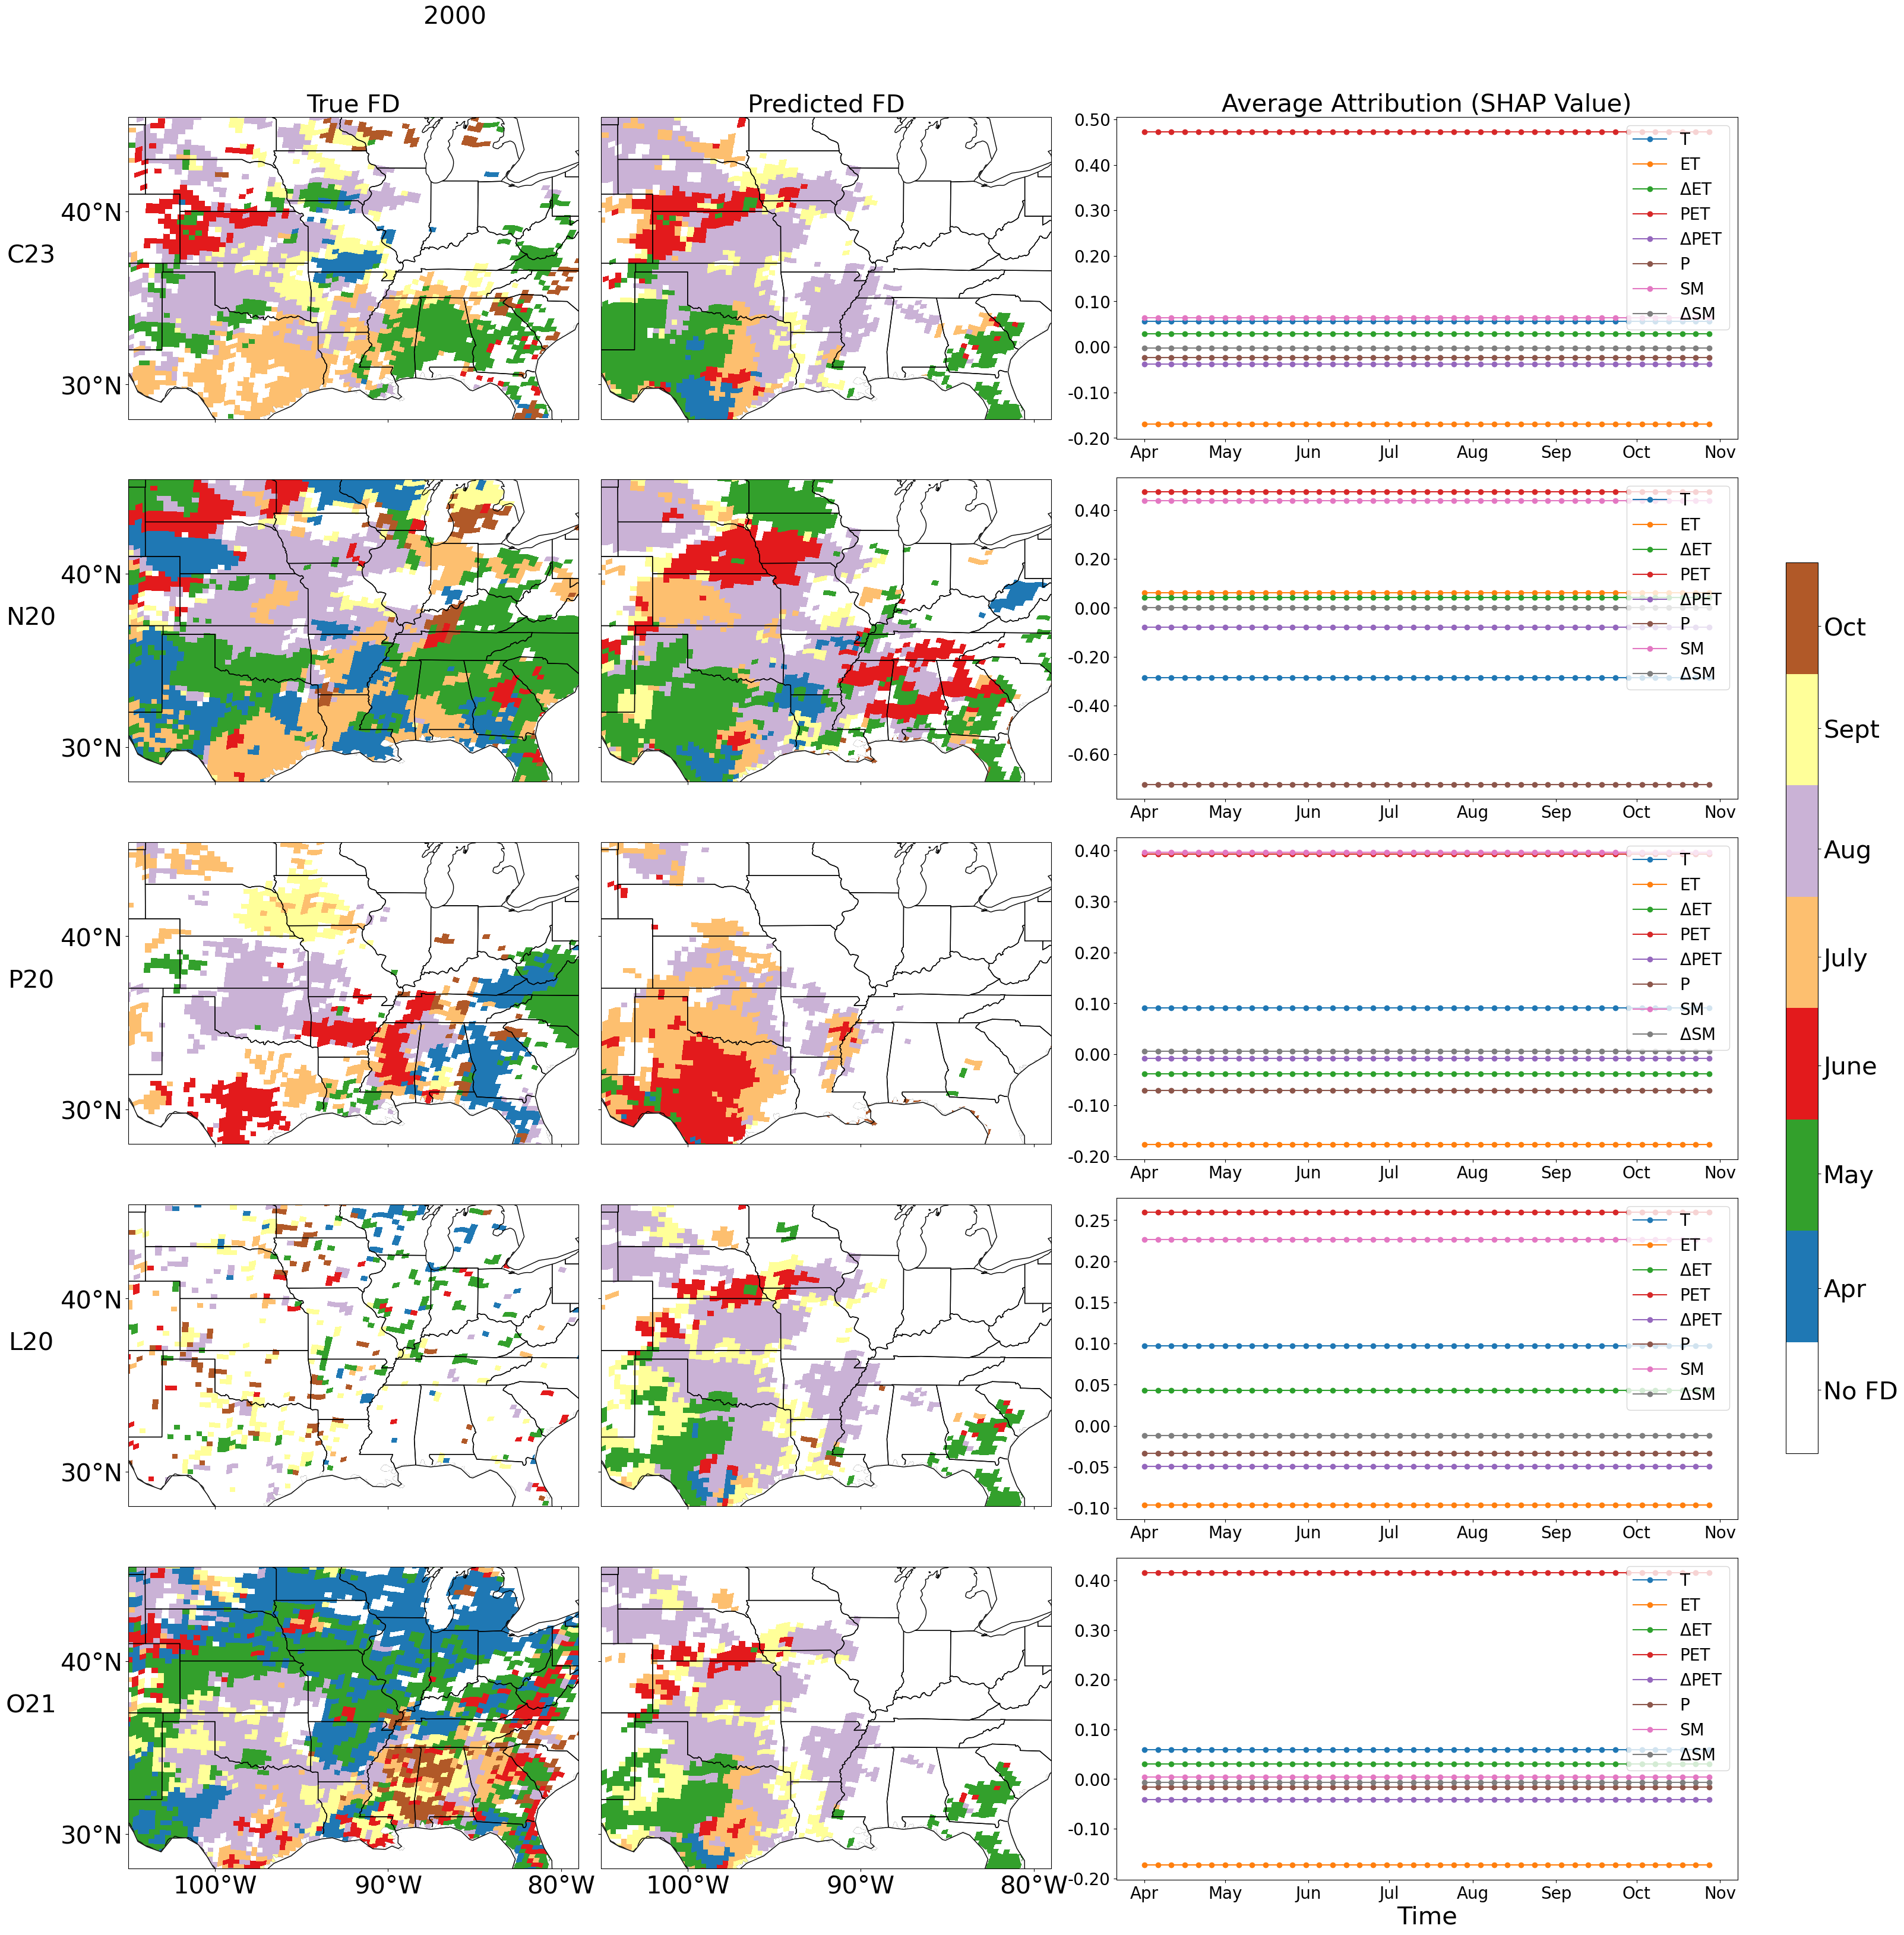 2000
True FD
Predicted FD
Average Attribution (SHAP Value)
C23
40°N
30°N
0.50
0.40
0.30
0.20
0.10
0.00
-0.10
-0.20
T
ET
ΔET
PET
ΔPET
P
SM
ΔSM
Apr May Jun Jul Aug Sep Oct Nov
N20
40°N
30°N
0.40
0.20
0.00
-0.20
-0.40
-0.60
T
ET
ΔET
PET
ΔPET
P
SM
ΔSM
Apr May Jun Jul Aug Sep Oct Nov
P20
40°N
30°N
0.40
0.30
0.20
0.10
0.00
-0.10
-0.20
T
ET
ΔET
PET
ΔPET
P
SM
ΔSM
Apr May Jun Jul Aug Sep Oct Nov
L20
40°N
30°N
0.25
0.20
0.15
0.10
0.05
0.00
-0.05
-0.10
T
ET
ΔET
PET
ΔPET
P
SM
ΔSM
Apr May Jun Jul Aug Sep Oct Nov
O21
40°N
30°N
100°W 90°W 80°W
100°W 90°W 80°W
0.40
0.30
0.20
0.10
0.00
-0.10
-0.20
T
ET
ΔET
PET
ΔPET
P
SM
ΔSM
Apr May Jun Jul Aug Sep Oct Nov
Time
Oct
Sept
Aug
July
June
May
Apr
No FD